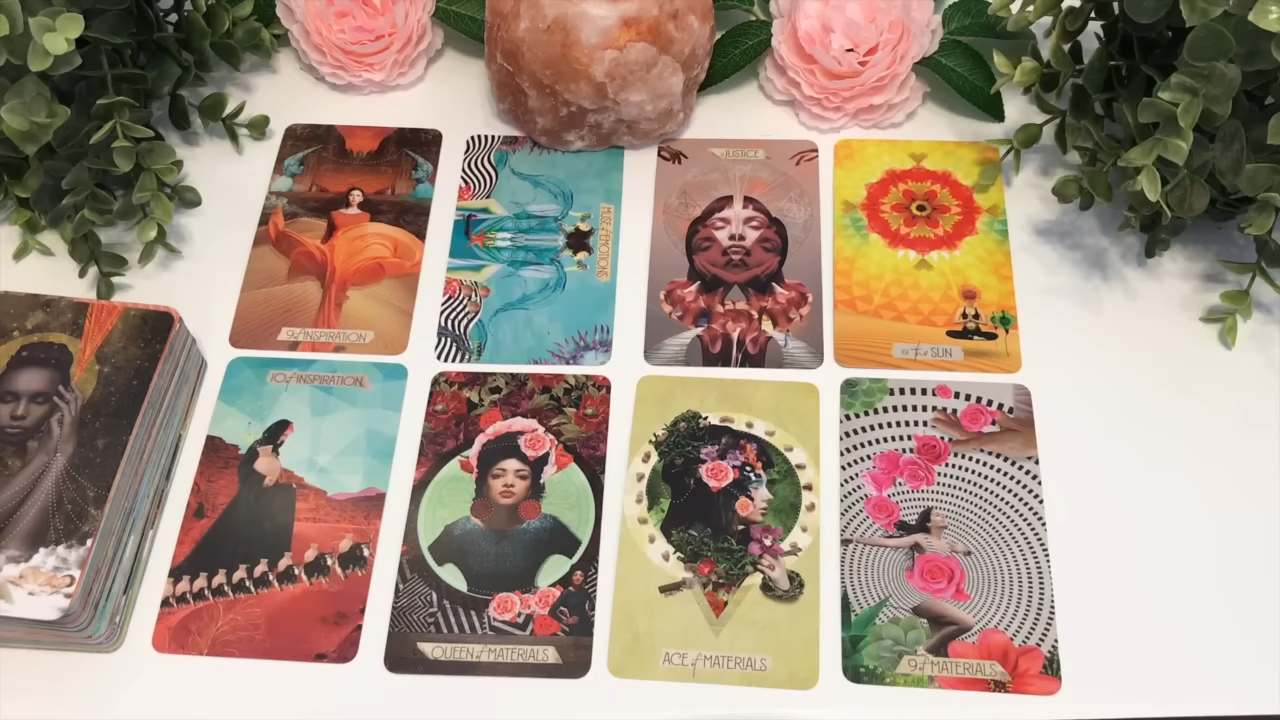 9 of INSPIRATION
MUSE of EMOTIONS
JUSTICE
The SUN
10 of INSPIRATION
QUEEN of MATERIALS
ACE of MATERIALS
9 of MATERIALS